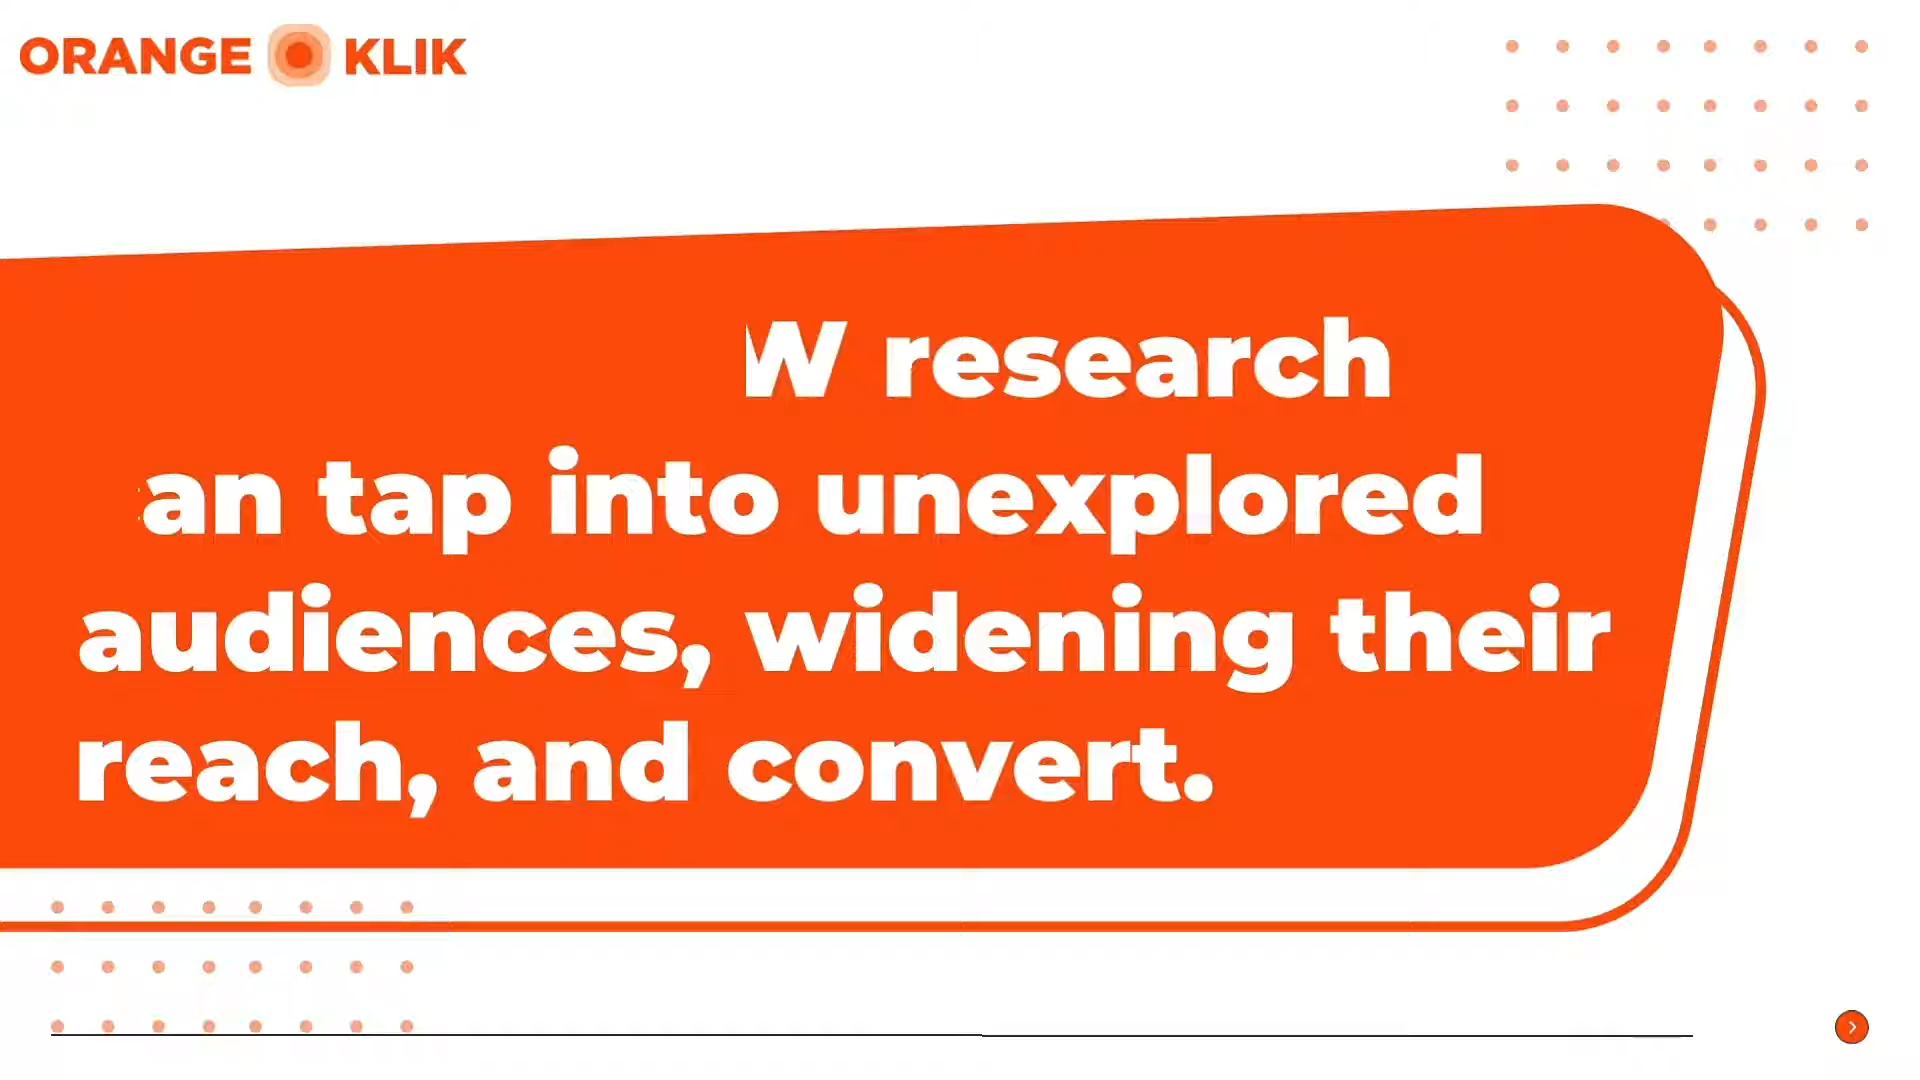 ORANGE KLIK
W research
an tap into unexplored
audiences, widening their
reach, and convert.